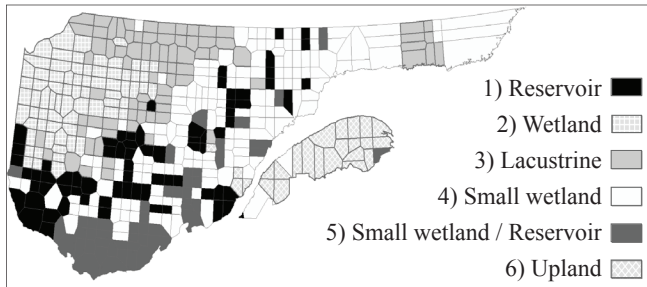 1) Reservoir
2) Wetland
3) Lacustrine
4) Small wetland
5) Small wetland / Reservoir
6) Upland